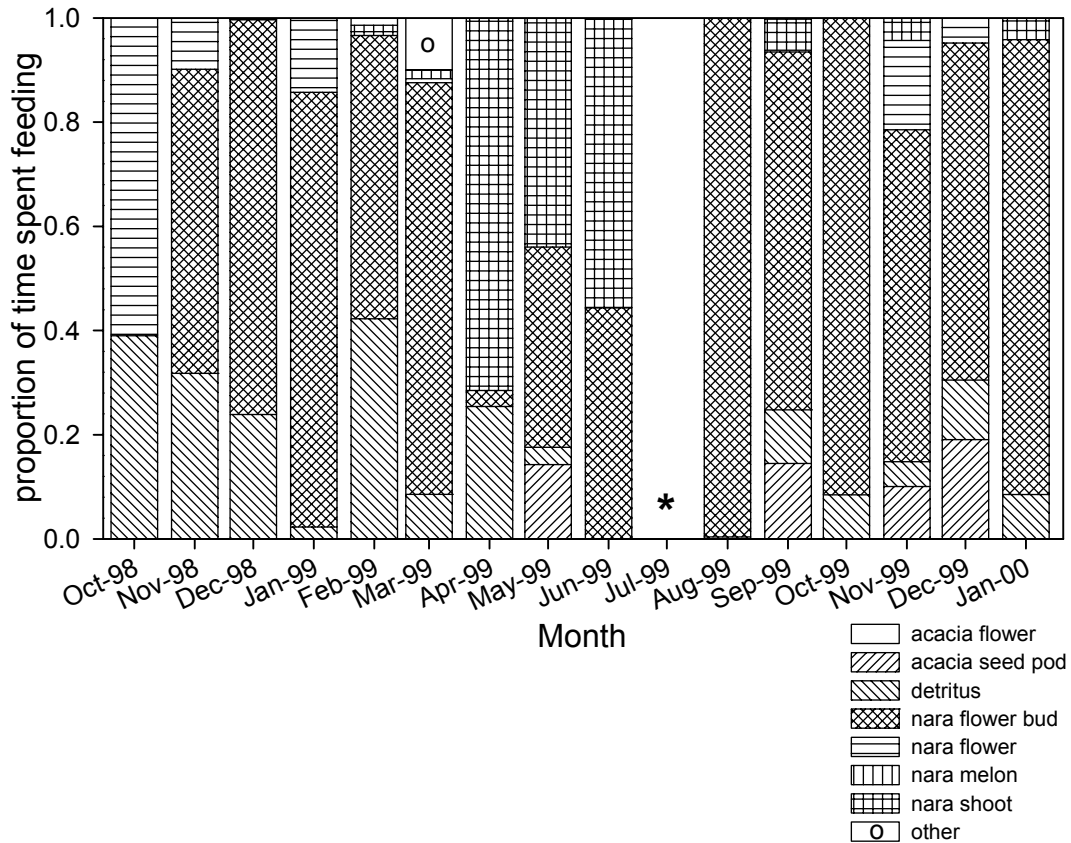 proportion of time spent feeding
1.0
0.8
0.6
0.4
0.2
0.0
*
o
Oct-98
Nov-98
Dec-98
Jan-99
Feb-99
Mar-99
Apr-99
May-99
Jun-99
Jul-99
Aug-99
Sep-99
Oct-99
Nov-99
Dec-99
Jan-00
Month
acacia flower
acacia seed pod
detritus
nara flower bud
nara flower
nara melon
nara shoot
o other